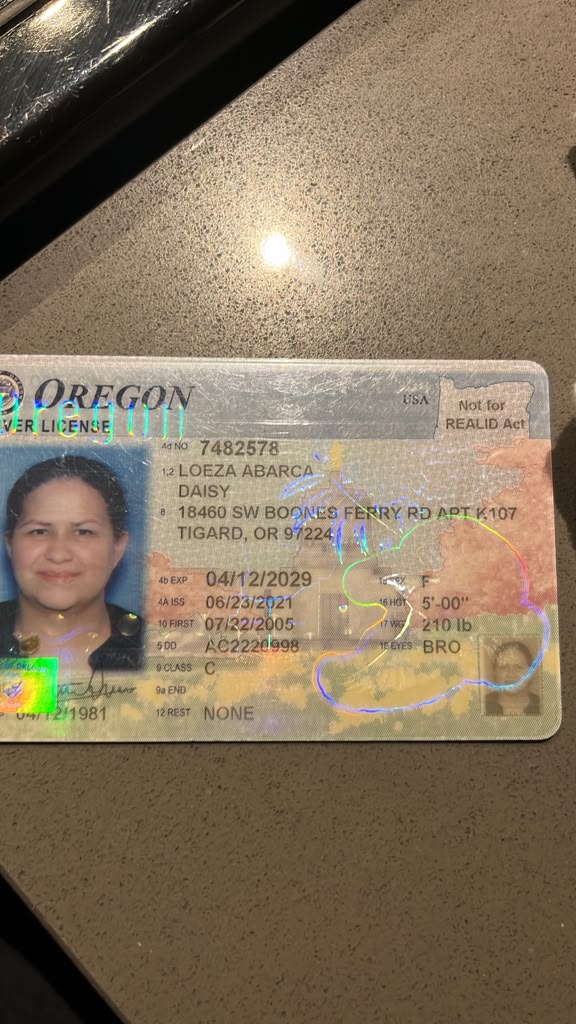 OREGON
USA
VER LICENSE
Not for
REALID Act
4d NO 7482578
1,2 LOEZA ABARCA
DAISY
8 18460 SW BOONES FERRY RD APT K107
TIGARD, OR 97224
4b EXP 04/12/2029 F
4A ISS 06/23/2021 16 HGT 5'-00"
10 FIRST 07/22/2005 17 WGT 210 lb
5 DD AC2220998 18 EYES BRO
9 CLASS C
9a END
04/12/1981 12 REST NONE